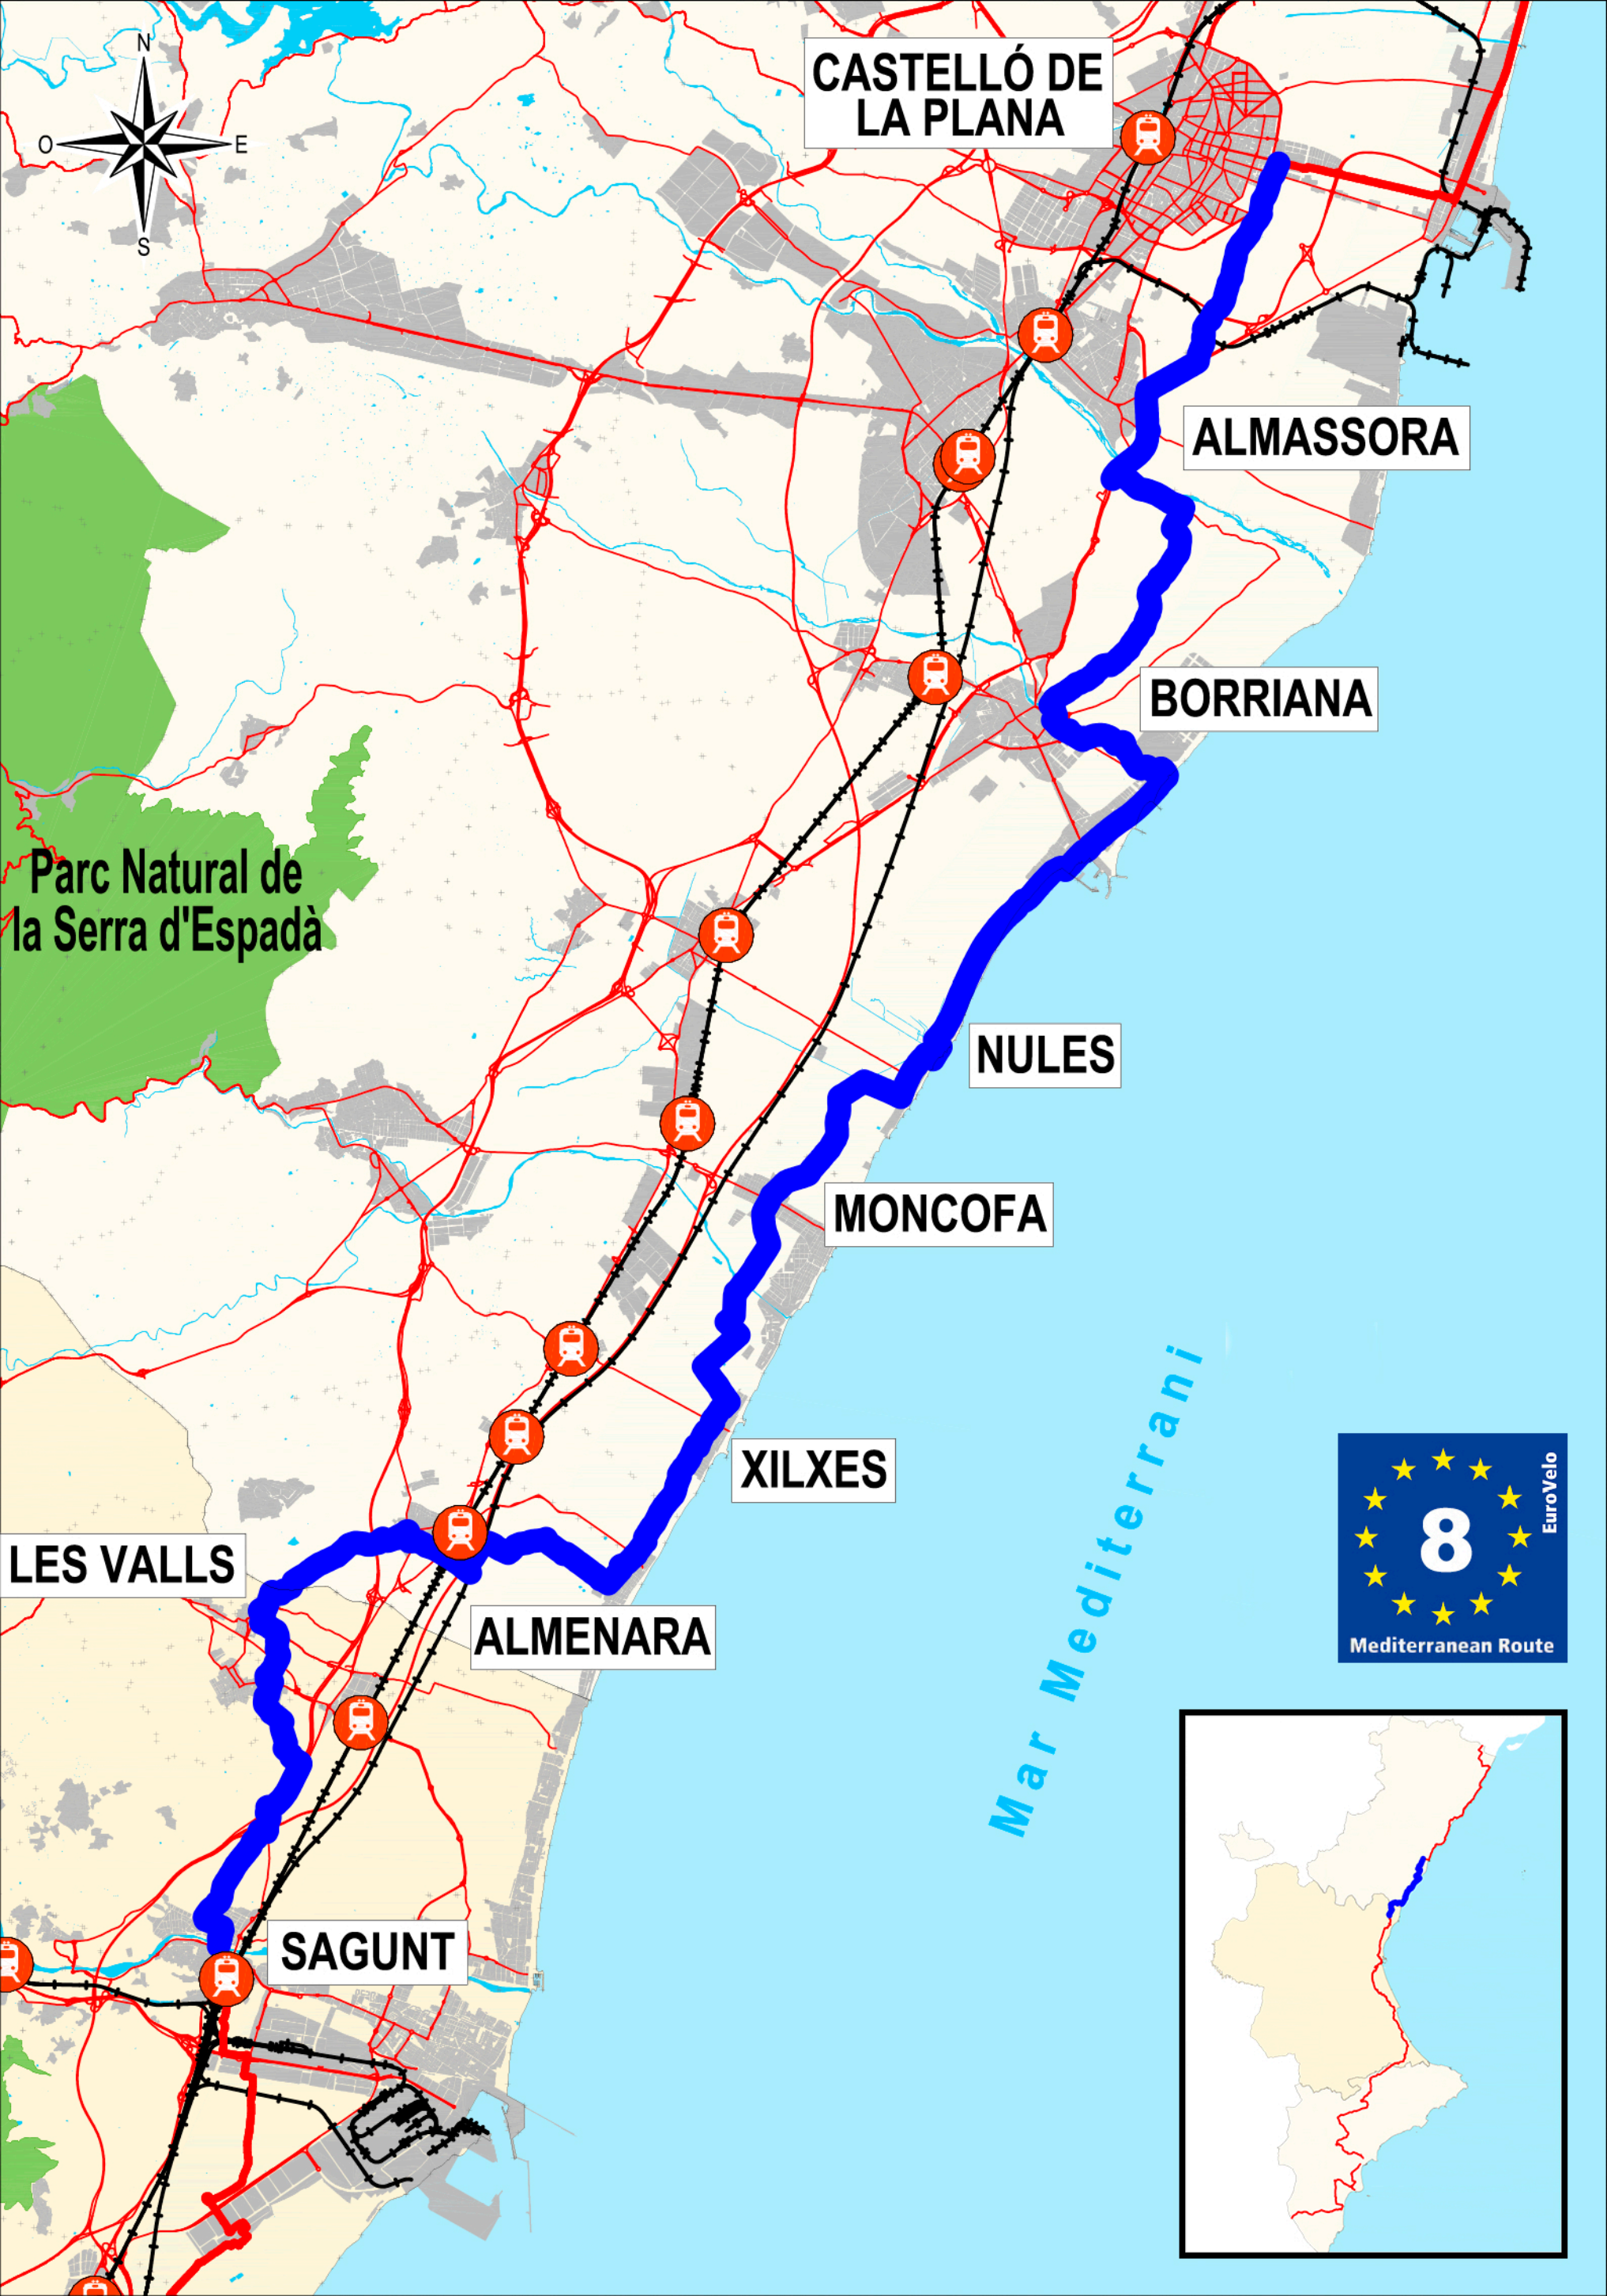 N
O
E
S
CASTELLÓ DE
LA PLANA
ALMASSORA
BORRIANA
Parc Natural de
la Serra d'Espadà
NULES
MONCOFA
XILXES
LES VALLS
ALMENARA
SAGUNT
Mar Mediterrani
8
EuroVelo
Mediterranean Route